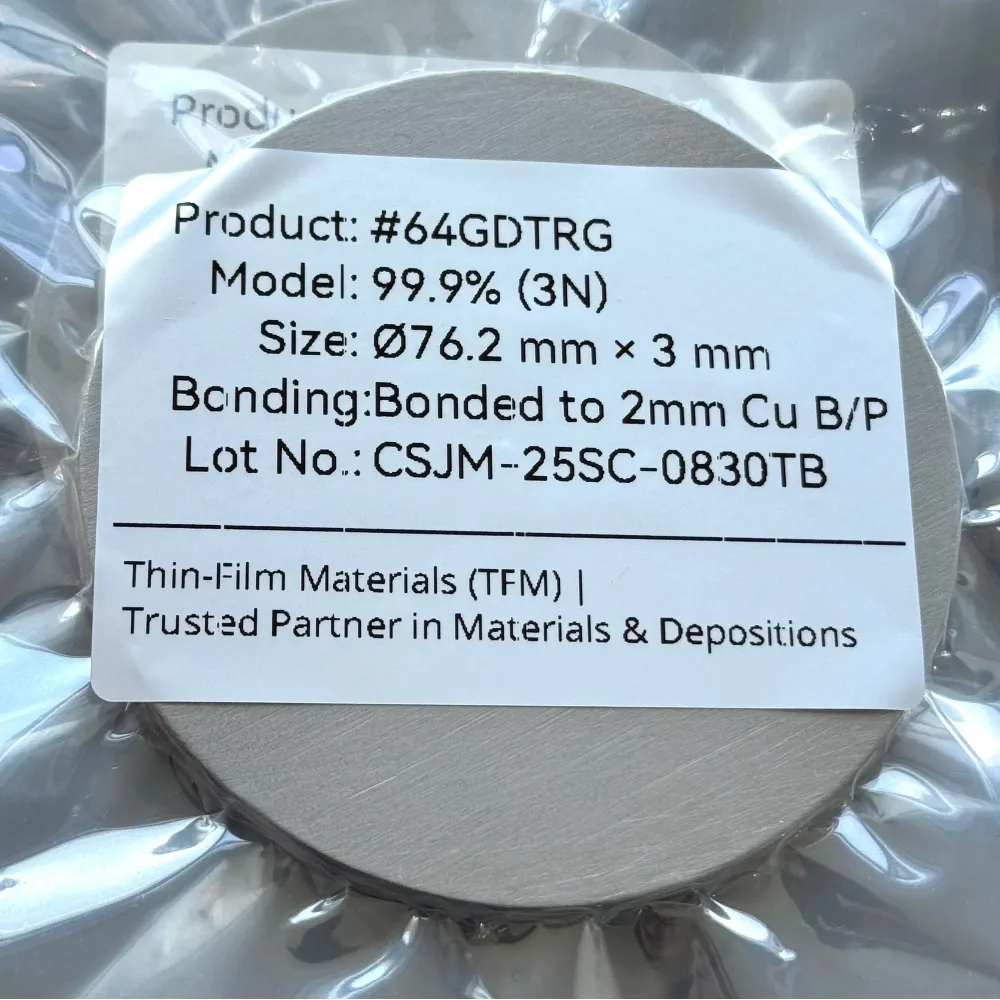 Product: #64GDTRG
Model: 99.9% (3N)
Size: Ø76.2 mm × 3 mm
Bonding:Bonded to 2mm Cu B/P
Lot No.: CSJM-25SC-0830TB
Thin-Film Materials (TFM) |
Trusted Partner in Materials & Depositions